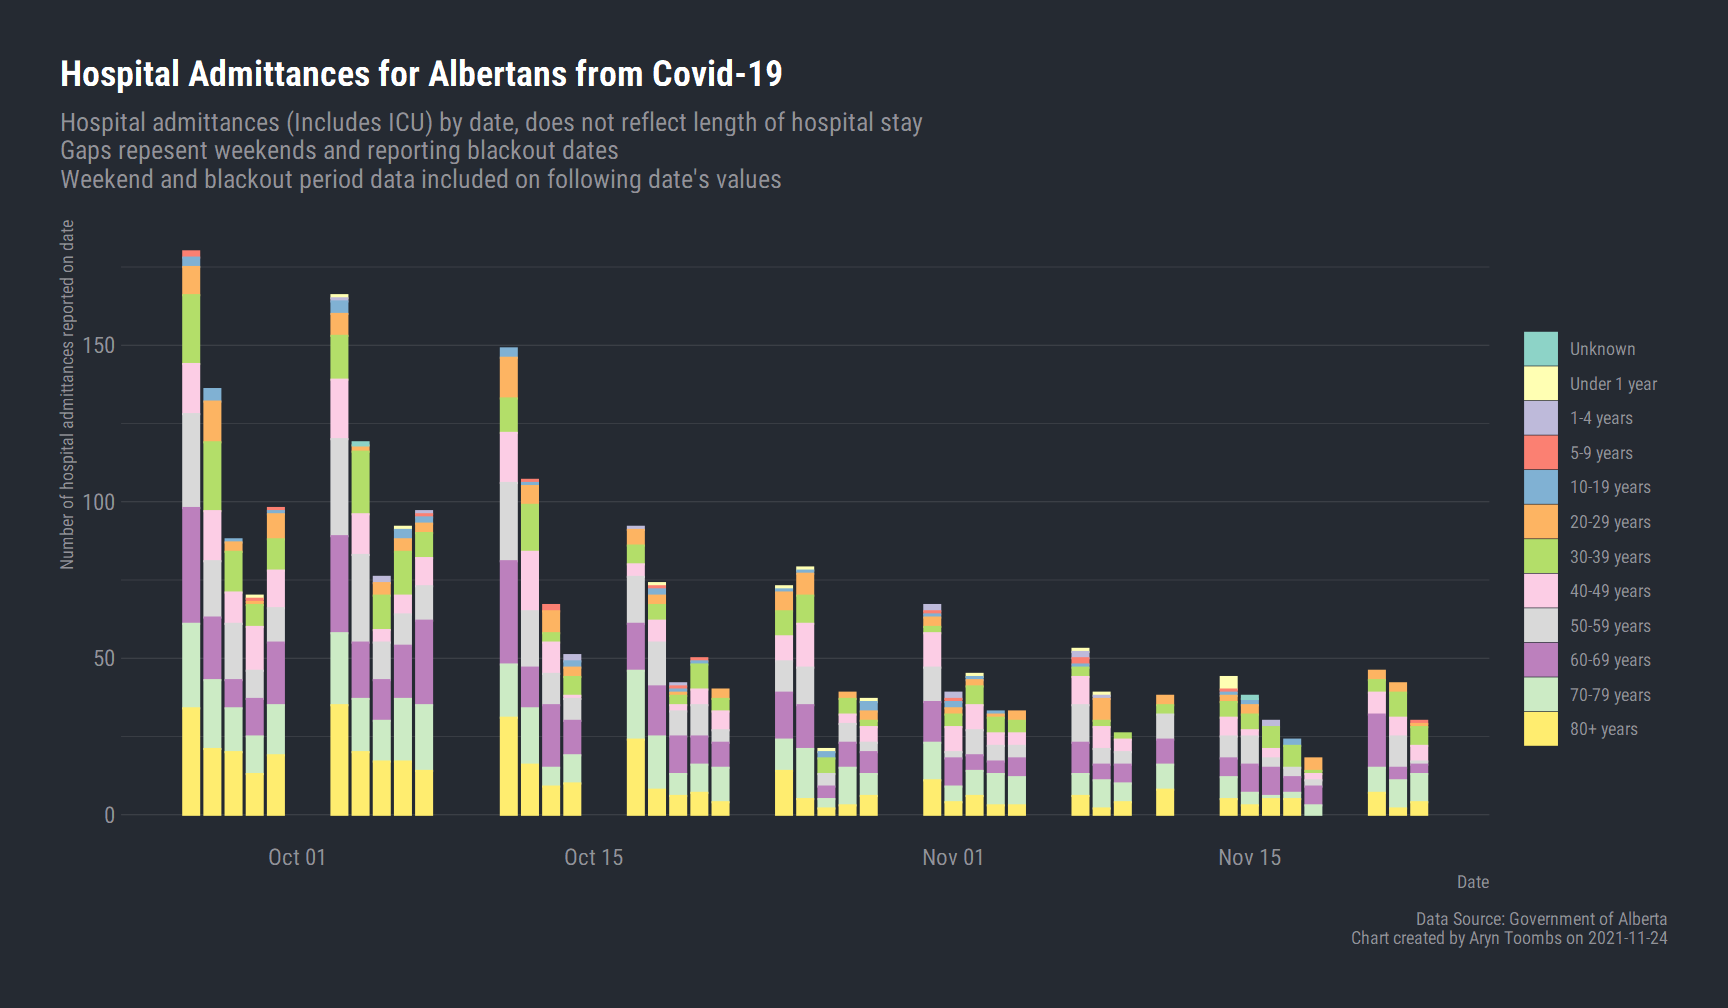 Hospital Admittances for Albertans from Covid-19
Hospital admittances (Includes ICU) by date, does not reflect length of hospital stay
Gaps repesent weekends and reporting blackout dates
Weekend and blackout period data included on following date's values
Number of hospital admittances reported on date
150
100
50
0
Oct 01
Oct 15
Nov 01
Nov 15
Date
Unknown
Under 1 year
1-4 years
5-9 years
10-19 years
20-29 years
30-39 years
40-49 years
50-59 years
60-69 years
70-79 years
80+ years
Data Source: Government of Alberta
Chart created by Aryn Toombs on 2021-11-24